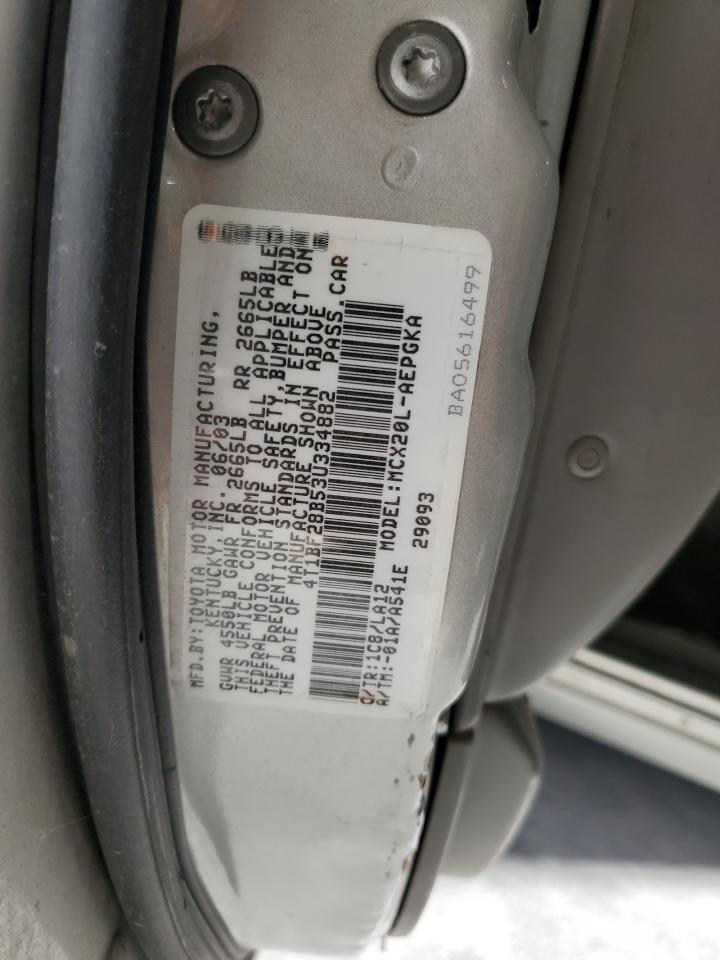 MFD.BY:TOYOTA MOTOR MANUFACTURING,
KENTUCKY, INC. 06/03
GVWR 4550LB GAWR FR 2665LB RR 2665LB
THIS VEHICLE CONFORMS TO ALL APPLICABLE
FEDERAL MOTOR VEHICLE SAFETY,BUMPER AND
THEFT PREVENTION STANDARDS IN EFFECT ON
THE DATE OF MANUFACTURE SHOWN ABOVE
4T1BF28B53U334882 PASS.CAR
C/TR:1C8/LA12 MODEL:MCX20L-AEPGKA
A/TM:-01A/A541E 29093
BA05616499